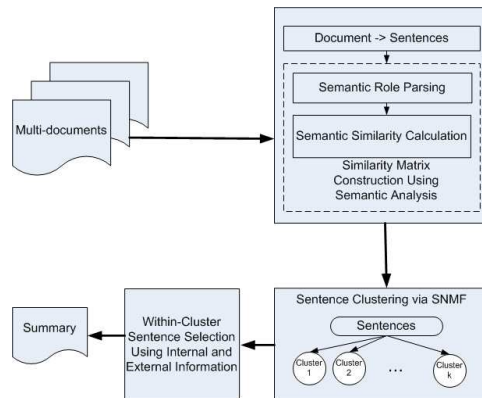 Document -> Sentences
Semantic Role Parsing
Multi-documents
Semantic Similarity Calculation
Similarity Matrix
Construction Using
Semantic Analysis
Sentence Clustering via SNMF
Sentences
Cluster
1
Cluster
2
...
Cluster
k
Within-Cluster
Sentence Selection
Using Internal and
External Information
Summary